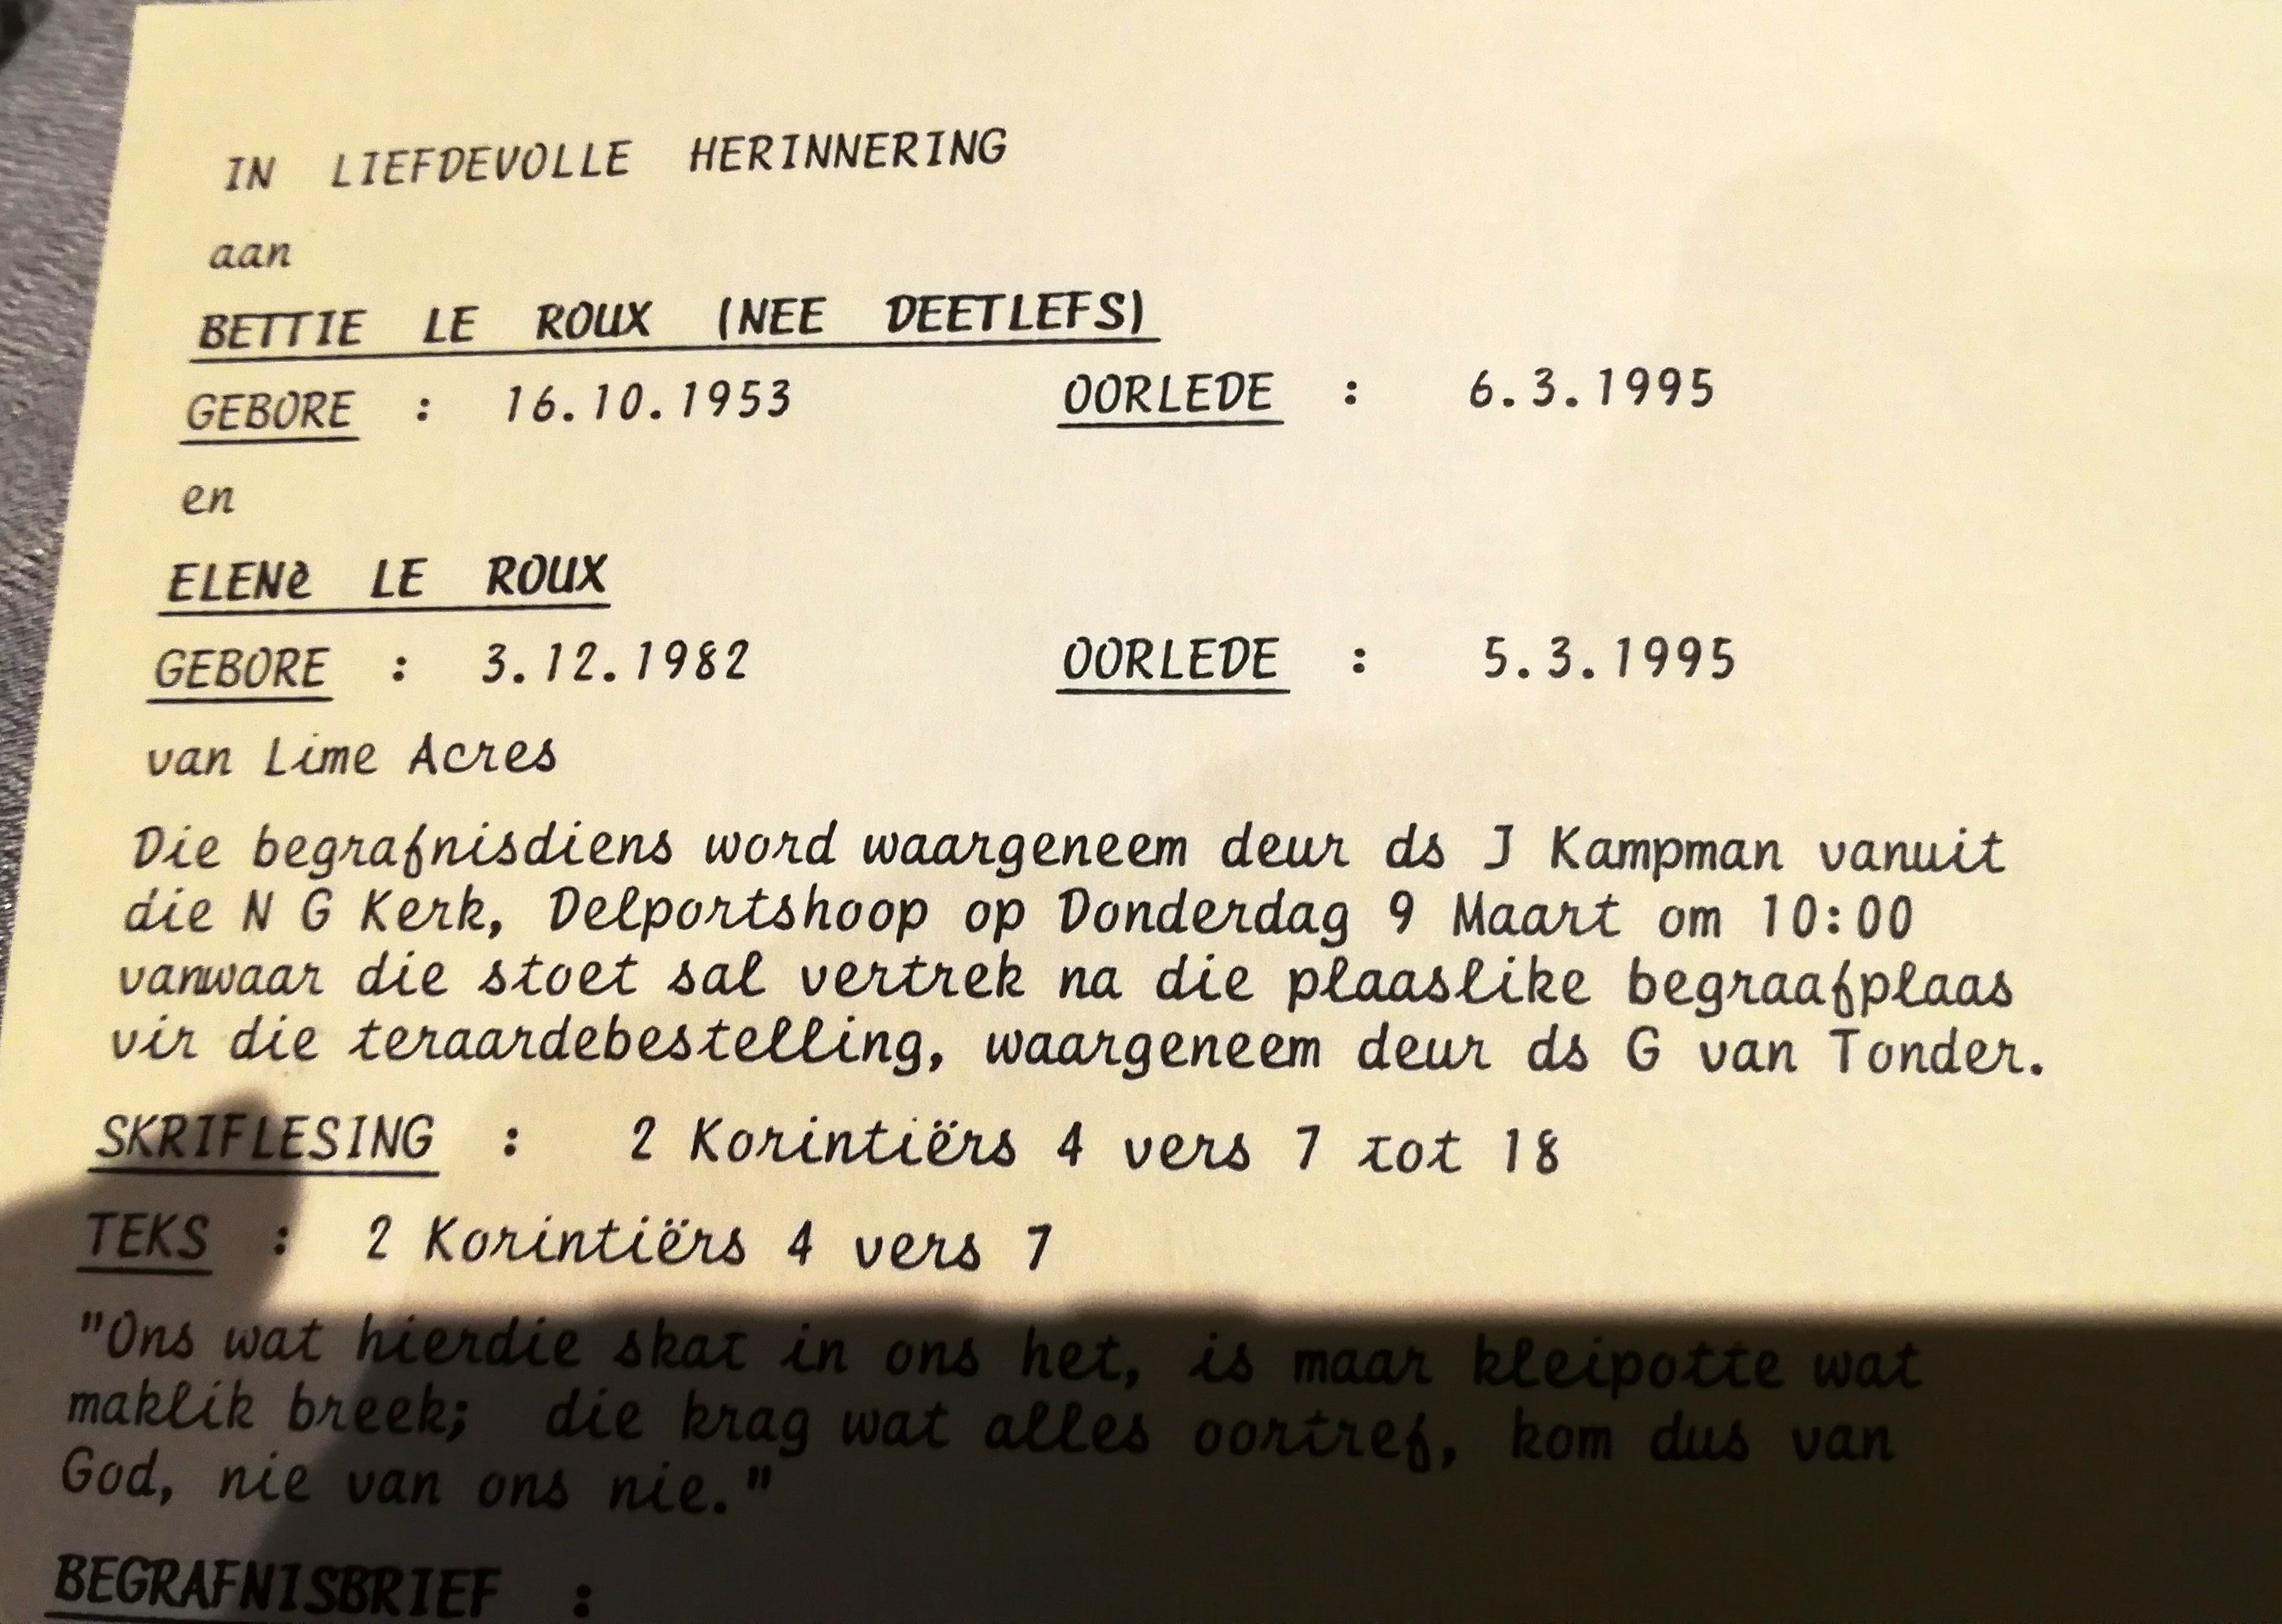 IN LIEFDEVOLLE HERINNERING
aan
BETTIE LE ROUX (NEE DEETLEFS)
GEBORE : 16.10.1953 OORLEDE : 6.3.1995
en
ELENè LE ROUX
GEBORE : 3.12.1982 OORLEDE : 5.3.1995
van Lime Acres
Die begrafnisdiens word waargeneem deur ds J Kampman vanuit
die N G Kerk, Delportshoop op Donderdag 9 Maart om 10:00
vanwaar die stoet sal vertrek na die plaaslike begraafplaas
vir die teraardebestelling, waargeneem deur ds G van Tonder.
SKRIFLESING : 2 Korintiërs 4 vers 7 tot 18
TEKS : 2 Korintiërs 4 vers 7
"Ons wat hierdie skat in ons het, is maar kleipotte wat
maklik breek; die krag wat alles oortref, kom dus van
God, nie van ons nie."
BEGRAFNISBRIEF :